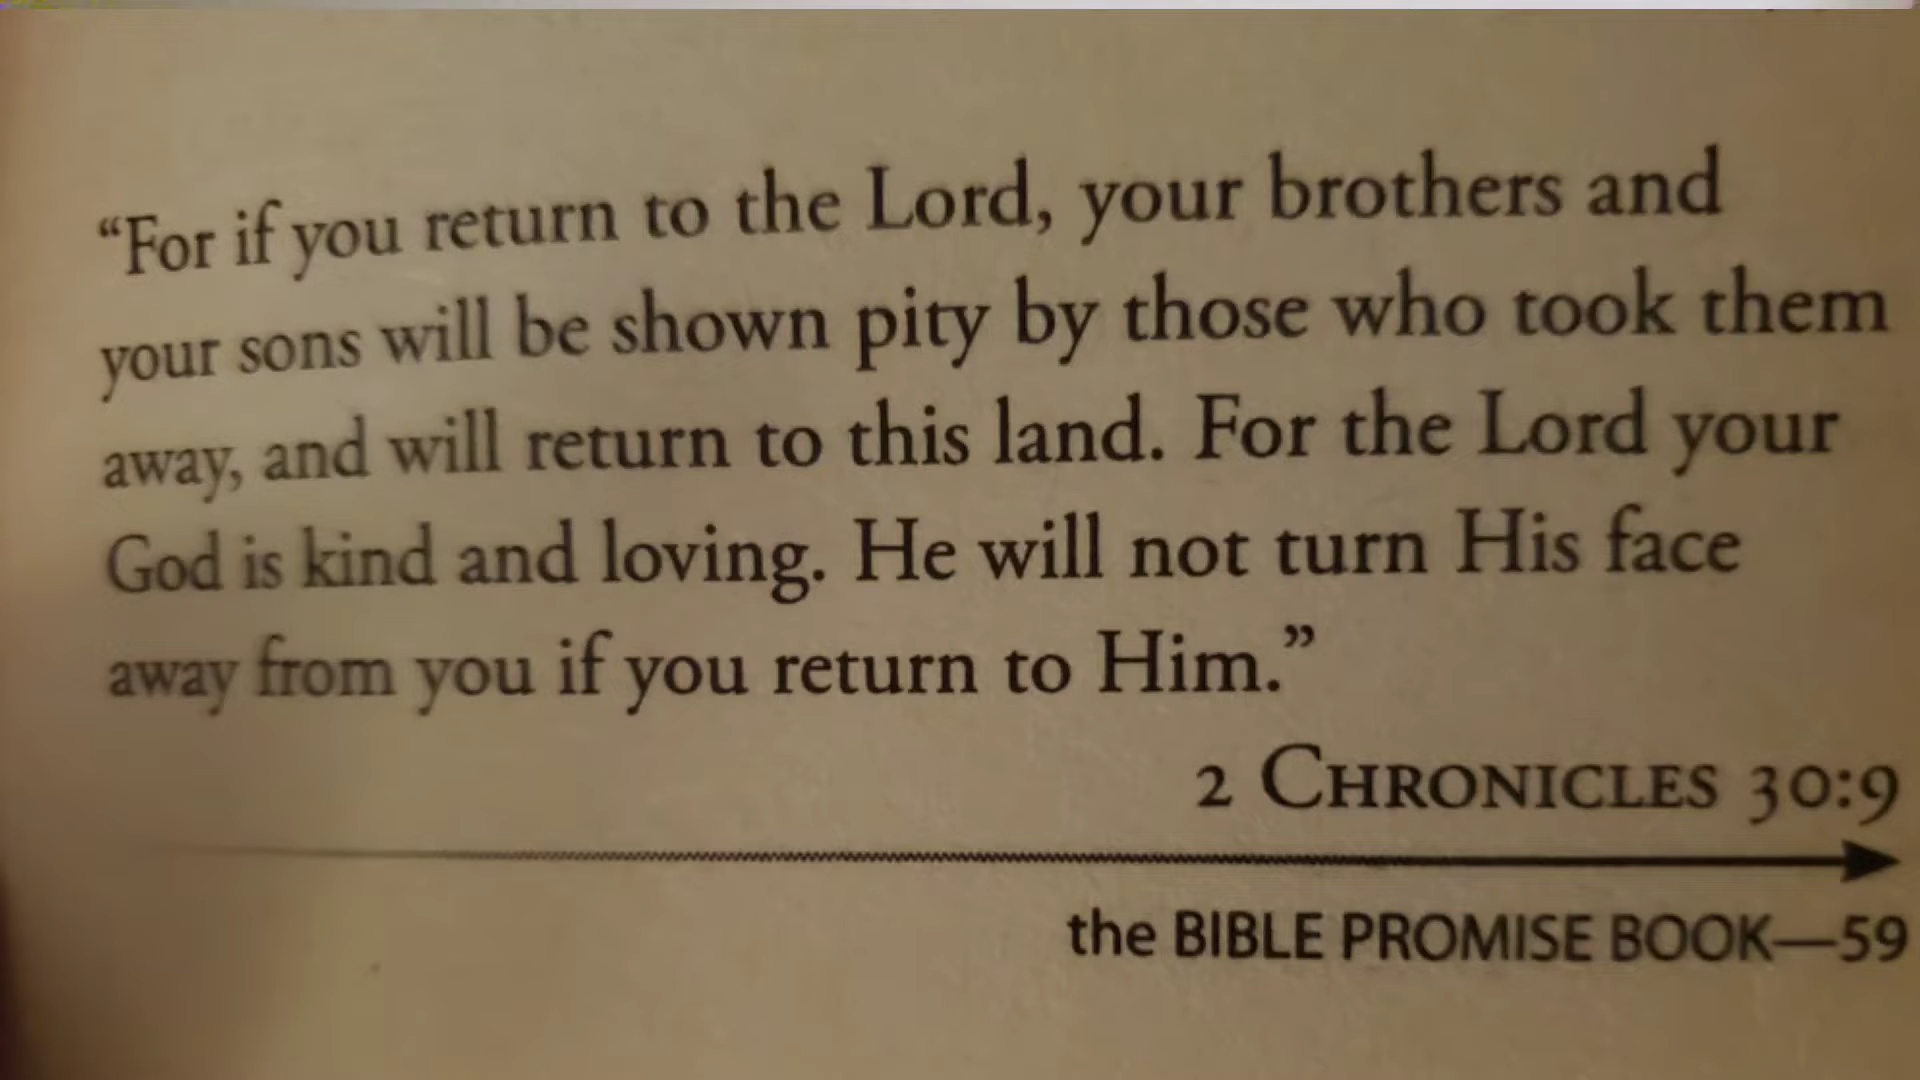 “For if you return to the Lord, your brothers and
your sons will be shown pity by those who took them
away, and will return to this land. For the Lord your
God is kind and loving. He will not turn His face
away from you if you return to Him.”
2 CHRONICLES 30:9
the BIBLE PROMISE BOOK—59